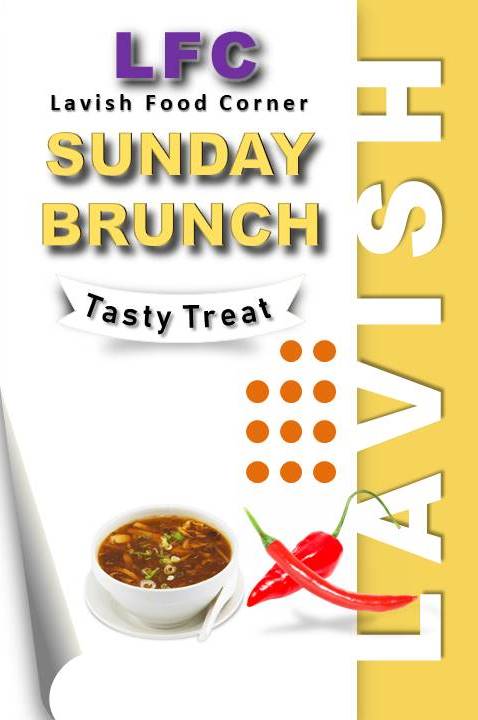 LFC
Lavish Food Corner
SUNDAY
BRUNCH
Tasty Treat
LAVISH